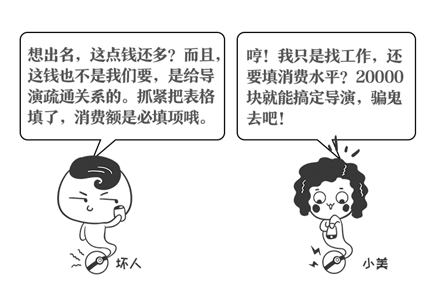 想出名，这点钱还多？而且，
这钱也不是我们要，是给导
演疏通关系的。抓紧把表格
填了，消费额是必填项哦。
哼！我只是找工作，还
要填消费水平？20000
块就能搞定导演，骗鬼
去吧！
坏人
小美